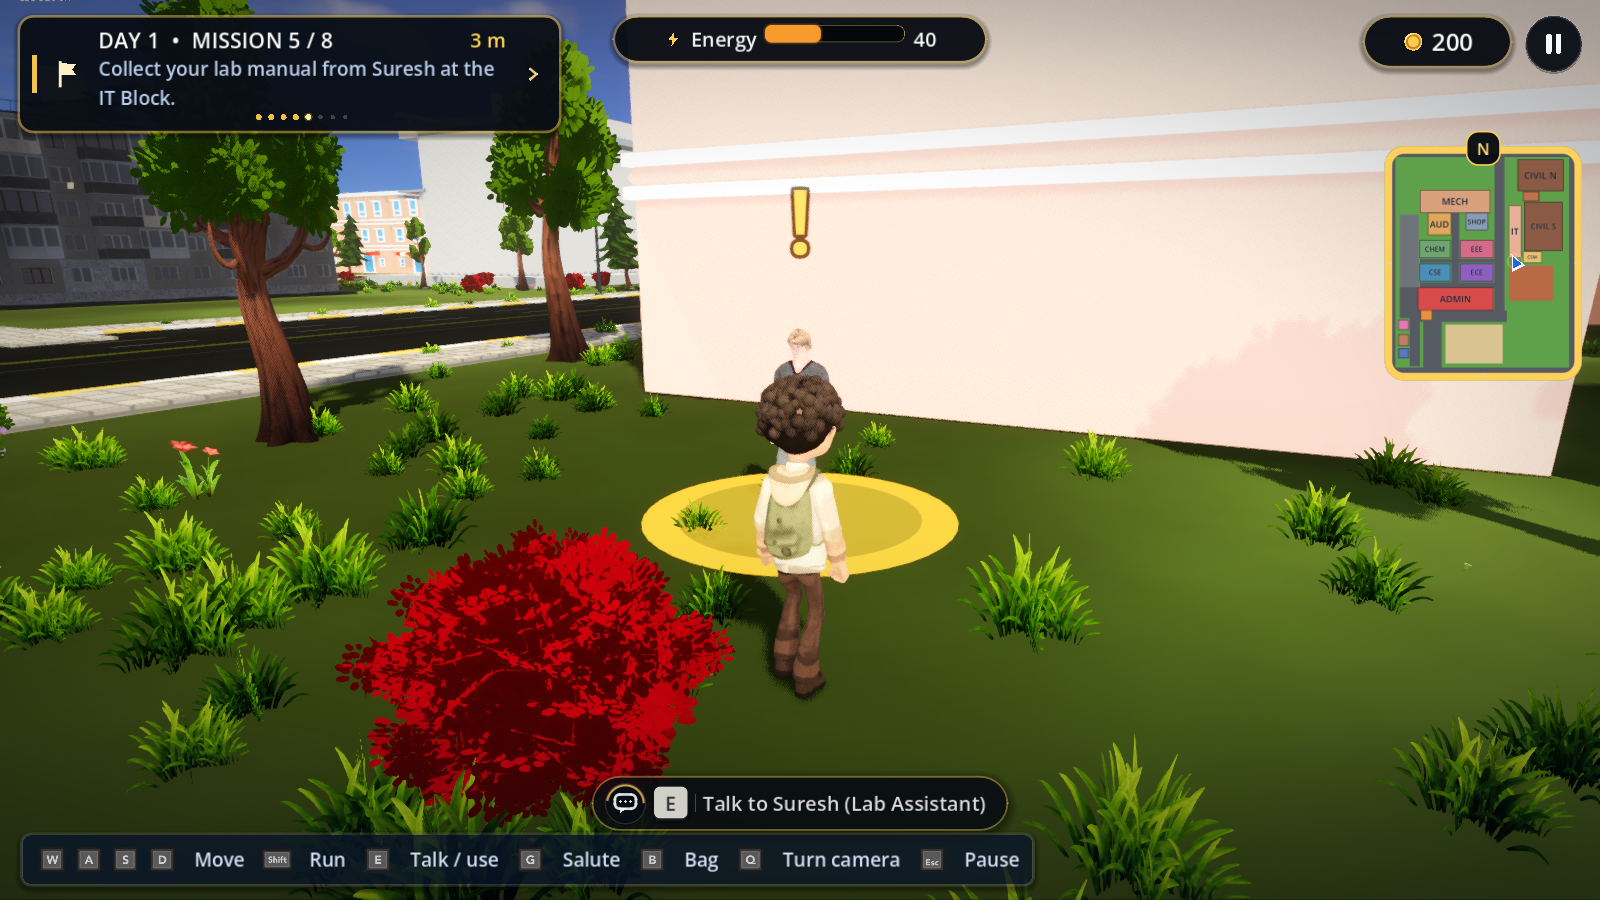 DAY 1 • MISSION 5 / 8
3 m
Collect your lab manual from Suresh at the
IT Block.
Energy
40
200
N
CIVIL N
MECH
AUD
SHOP
IT
CIVIL S
CHEM
EEE
CSE
ECE
ADMIN
E Talk to Suresh (Lab Assistant)
W A S D Move Shift Run E Talk / use G Salute B Bag Q Turn camera Esc Pause